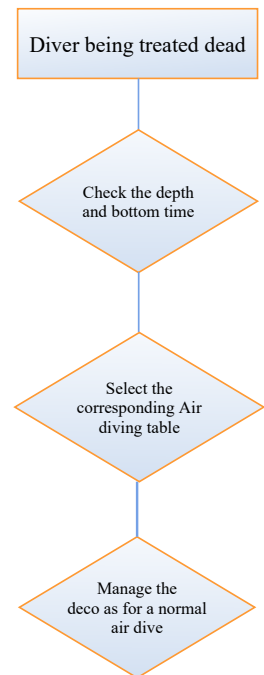 Diver being treated dead
Check the depth
and bottom time
Select the
corresponding Air
diving table
Manage the
deco as for a normal
air dive